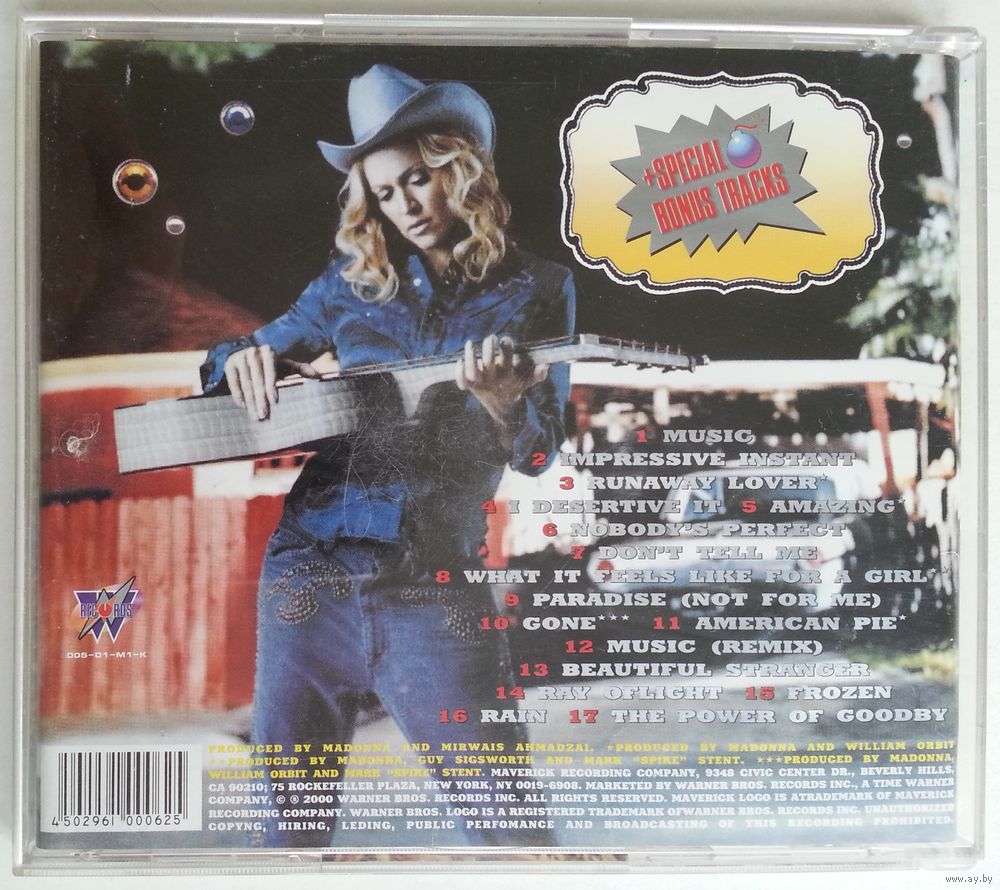 +SPECIAL
BONUS TRACKS
1 MUSIC
2 IMPRESSIVE INSTANT
3 RUNAWAY LOVER*
4 I DESERTIVE IT 5 AMAZING*
6 NOBODY'S PERFECT
7 DON'T TELL ME
8 WHAT IT FEELS LIKE FOR A GIRL**
9 PARADISE (NOT FOR ME)
10 GONE*** 11 AMERICAN PIE*
12 MUSIC (REMIX)
13 BEAUTIFUL STRANGER
14 RAY OFLIGHT 15 FROZEN
16 RAIN 17 THE POWER OF GOODBY
RECORDS
W
005-01-M1-K
PRODUCED BY MADONNA AND MIRWAIS AHMADZAI. *PRODUCED BY MADONNA AND WILLIAM ORBIT
**PRODUCED BY MADONNA, GUY SIGSWORTH AND MARK "SPIKE" STENT. ***PRODUCED BY MADONNA,
WILLIAM ORBIT AND MARK "SPIKE" STENT. MAVERICK RECORDING COMPANY, 9348 CIVIC CENTER DR., BEVERLY HILLS,
CA 90210; 75 ROCKEFELLER PLAZA, NEW YORK, NY 0019-6908. MARKETED BY WARNER BROS. RECORDS INC., A TIME WARNER
COMPANY, © ℗ 2000 WARNER BROS. RECORDS INC. ALL RIGHTS RESERVED. MAVERICK LOGO IS ATRADEMARK OF MAVERICK
RECORDING COMPANY. WARNER BROS. LOGO IS A REGISTERED TRADEMARK OFWARNER BROS. RECORDS INC. UNAUTHORIZED
COPYNG, HIRING, LEDING, PUBLIC PERFOMANCE AND BROADCASTING OF THIS RECORDING PROHIBITED.
4 502961 000625
www.ay.by